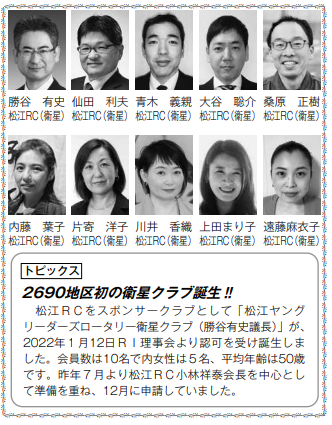 勝谷　有史　仙田　利夫　青木　義親　大谷　聡介　桑原　正樹
松江RC(衛星)　松江RC(衛星)　松江RC(衛星)　松江RC(衛星)　松江RC(衛星)
内藤　葉子　片寄　洋子　川井　香織　上田まり子　遠藤麻衣子
松江RC(衛星)　松江RC(衛星)　松江RC(衛星)　松江RC(衛星)　松江RC(衛星)
トピックス
2690地区初の衛星クラブ誕生!!
　松江ＲＣをスポンサークラブとして「松江ヤング
リーダーズロータリー衛星クラブ（勝谷有史議長）」が、
2022年１月12日ＲＩ理事会より認可を受け誕生しま
した。会員数は10名で内女性は５名、平均年齢は50歳
です。昨年７月より松江ＲＣ小林祥泰会長を中心とし
て準備を重ね、12月に申請していました。